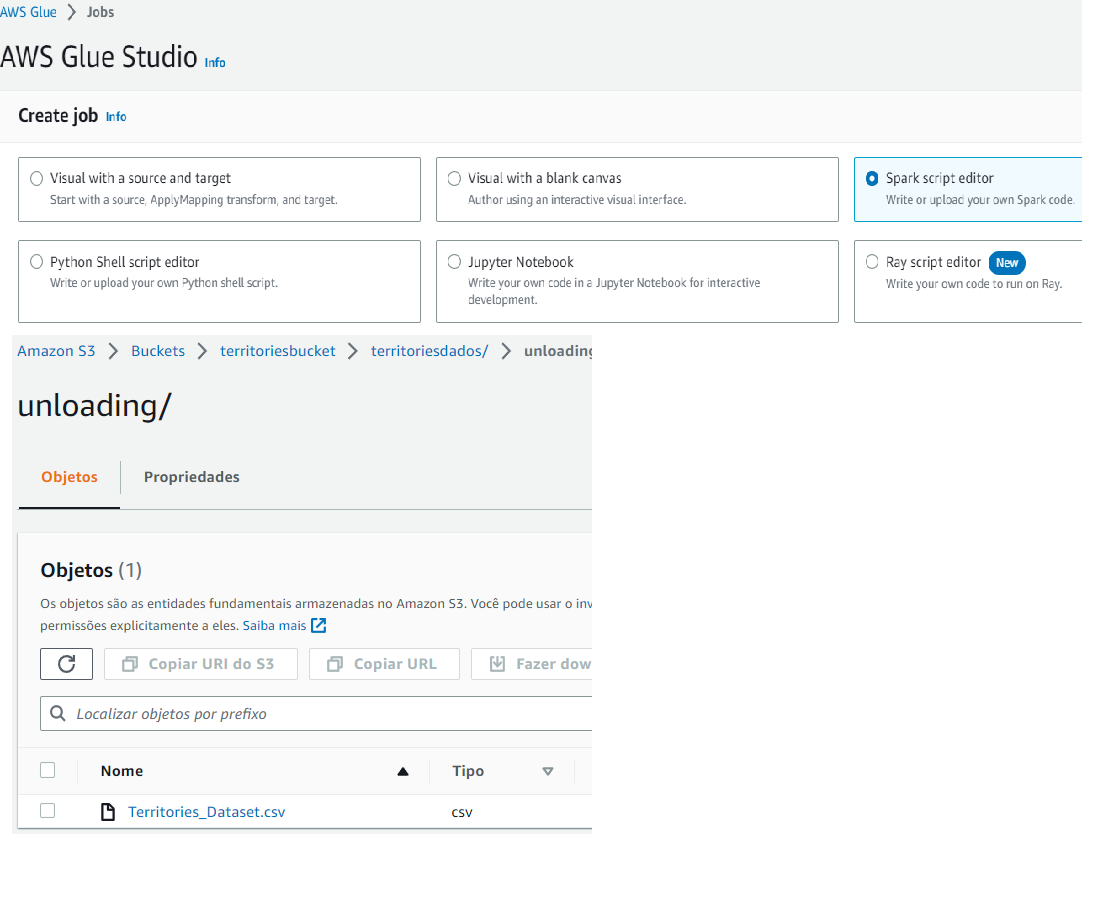 AWS Glue > Jobs
AWS Glue Studio Info
Create job Info
Visual with a source and target
Start with a source, ApplyMapping transform, and target.
Visual with a blank canvas
Author using an interactive visual interface.
Spark script editor
Write or upload your own Spark code.
Python Shell script editor
Write or upload your own Python shell script.
Jupyter Notebook
Write your own code in a Jupyter Notebook for interactive
development.
Ray script editor New
Write your own code to run on Ray.
Amazon S3 > Buckets > territoriesbucket > territoriesdados/ > unloading
unloading/
Objetos Propriedades
Objetos (1)
Os objetos são as entidades fundamentais armazenadas no Amazon S3. Você pode usar o inv
permissões explicitamente a eles. Saiba mais
Copiar URI do S3 Copiar URL Fazer dow
Localizar objetos por prefixo
Nome Tipo
Territories_Dataset.csv csv